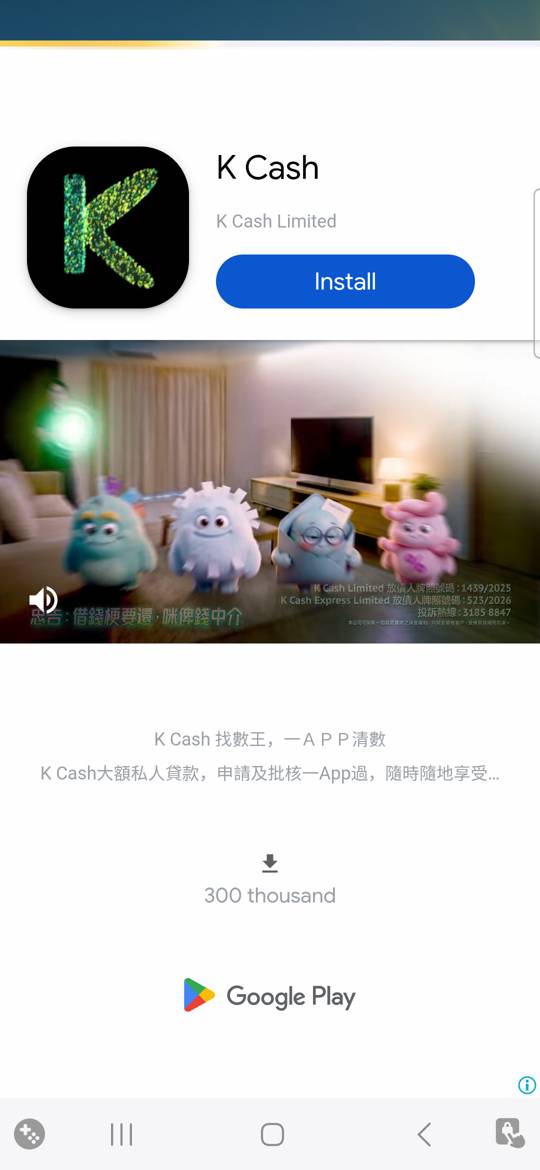 K Cash
K Cash Limited
Install
K Cash Limited 放債人牌照號碼：1439/2025
K Cash Express Limited 放債人牌照號碼：523/2026
投訴熱線：3185 8847
忠告：借錢梗要還，咪俾錢中介
K Cash 找數王，一ＡＰＰ清數
K Cash大額私人貸款，申請及批核一App過，隨時隨地享受...
300 thousand
Google Play